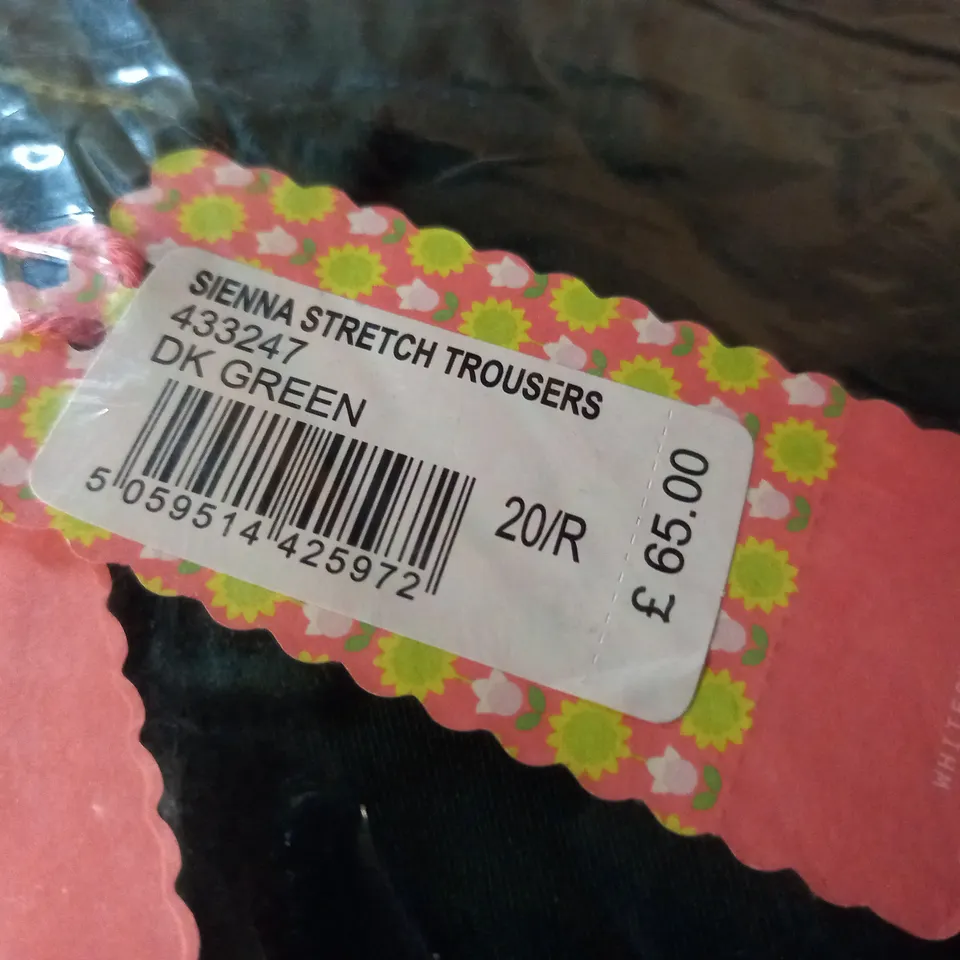 SIENNA STRETCH TROUSERS
433247
DK GREEN
5 059514 425972
20/R
£ 65.00